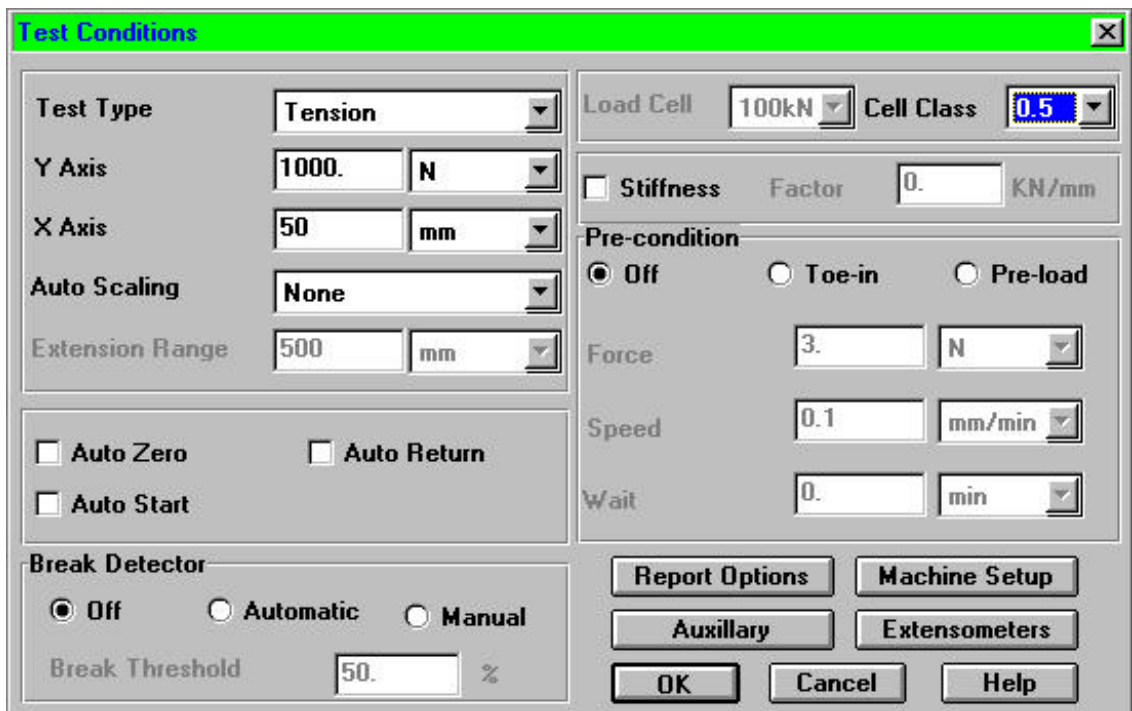 Test Conditions
Test Type Tension
Y Axis 1000. N
X Axis 50 mm
Auto Scaling None
Extension Range 500 mm
Auto Zero Auto Return
Auto Start
Break Detector
Off Automatic Manual
Break Threshold 50. %
Load Cell 100kN Cell Class 0.5
Stiffness Factor 0. KN/mm
Pre-condition
Off Toe-in Pre-load
Force 3. N
Speed 0.1 mm/min
Wait 0. min
Report Options Machine Setup
Auxillary Extensometers
OK Cancel Help